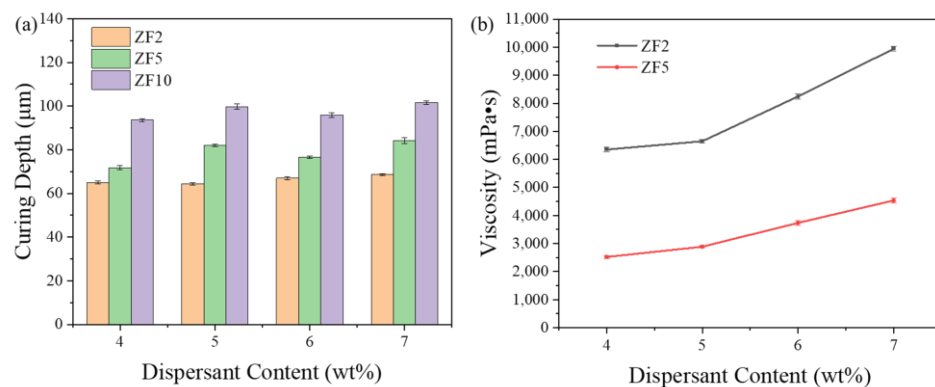 (a)
ZF2
ZF5
ZF10
Curing Depth (μm)
140
120
100
80
60
40
20
0
4 5 6 7
Dispersant Content (wt%)
(b)
ZF2
ZF5
Viscosity (mPa•s)
11,000
10,000
9,000
8,000
7,000
6,000
5,000
4,000
3,000
2,000
1,000
0
4 5 6 7
Dispersant Content (wt%)